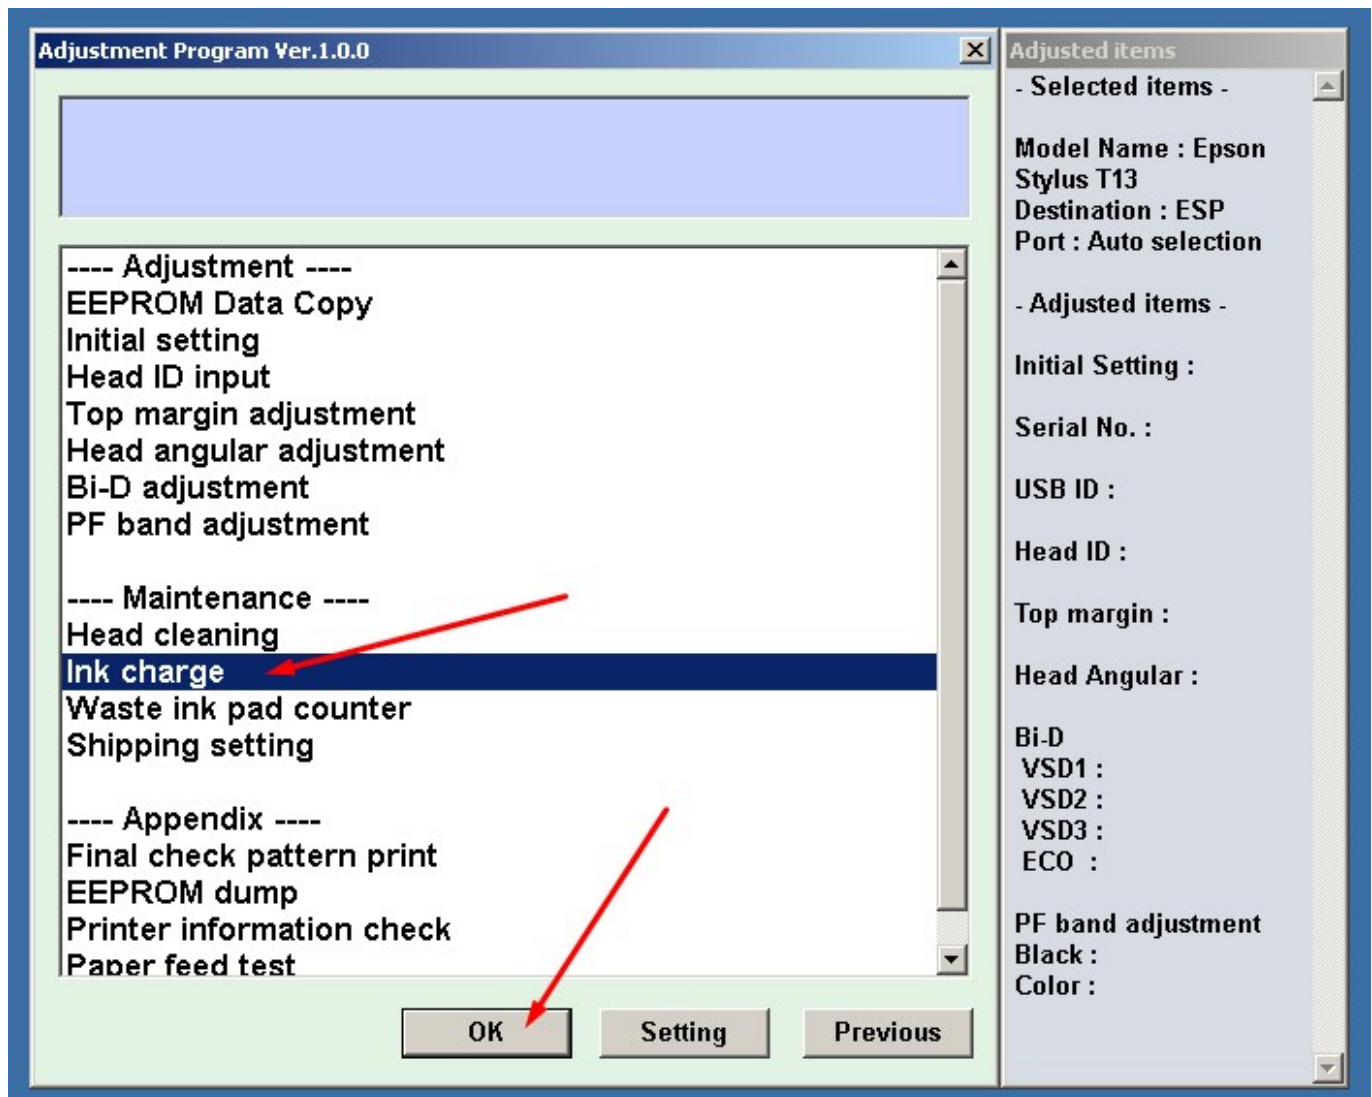 Adjustment Program Ver.1.0.0
---- Adjustment ----
EEPROM Data Copy
Initial setting
Head ID input
Top margin adjustment
Head angular adjustment
Bi-D adjustment
PF band adjustment
---- Maintenance ----
Head cleaning
Ink charge
Waste ink pad counter
Shipping setting
---- Appendix ----
Final check pattern print
EEPROM dump
Printer information check
Paper feed test
OK
Setting
Previous
Adjusted items
- Selected items -
Model Name : Epson
Stylus T13
Destination : ESP
Port : Auto selection
- Adjusted items -
Initial Setting :
Serial No. :
USB ID :
Head ID :
Top margin :
Head Angular :
Bi-D
VSD1 :
VSD2 :
VSD3 :
ECO :
PF band adjustment
Black :
Color :